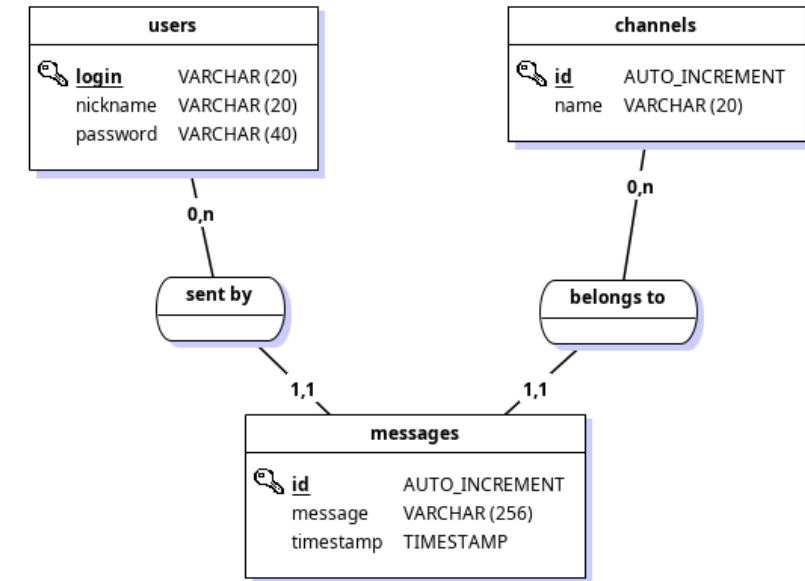 users
login VARCHAR (20)
nickname VARCHAR (20)
password VARCHAR (40)
channels
id AUTO_INCREMENT
name VARCHAR (20)
0,n
0,n
sent by
belongs to
1,1
1,1
messages
id AUTO_INCREMENT
message VARCHAR (256)
timestamp TIMESTAMP